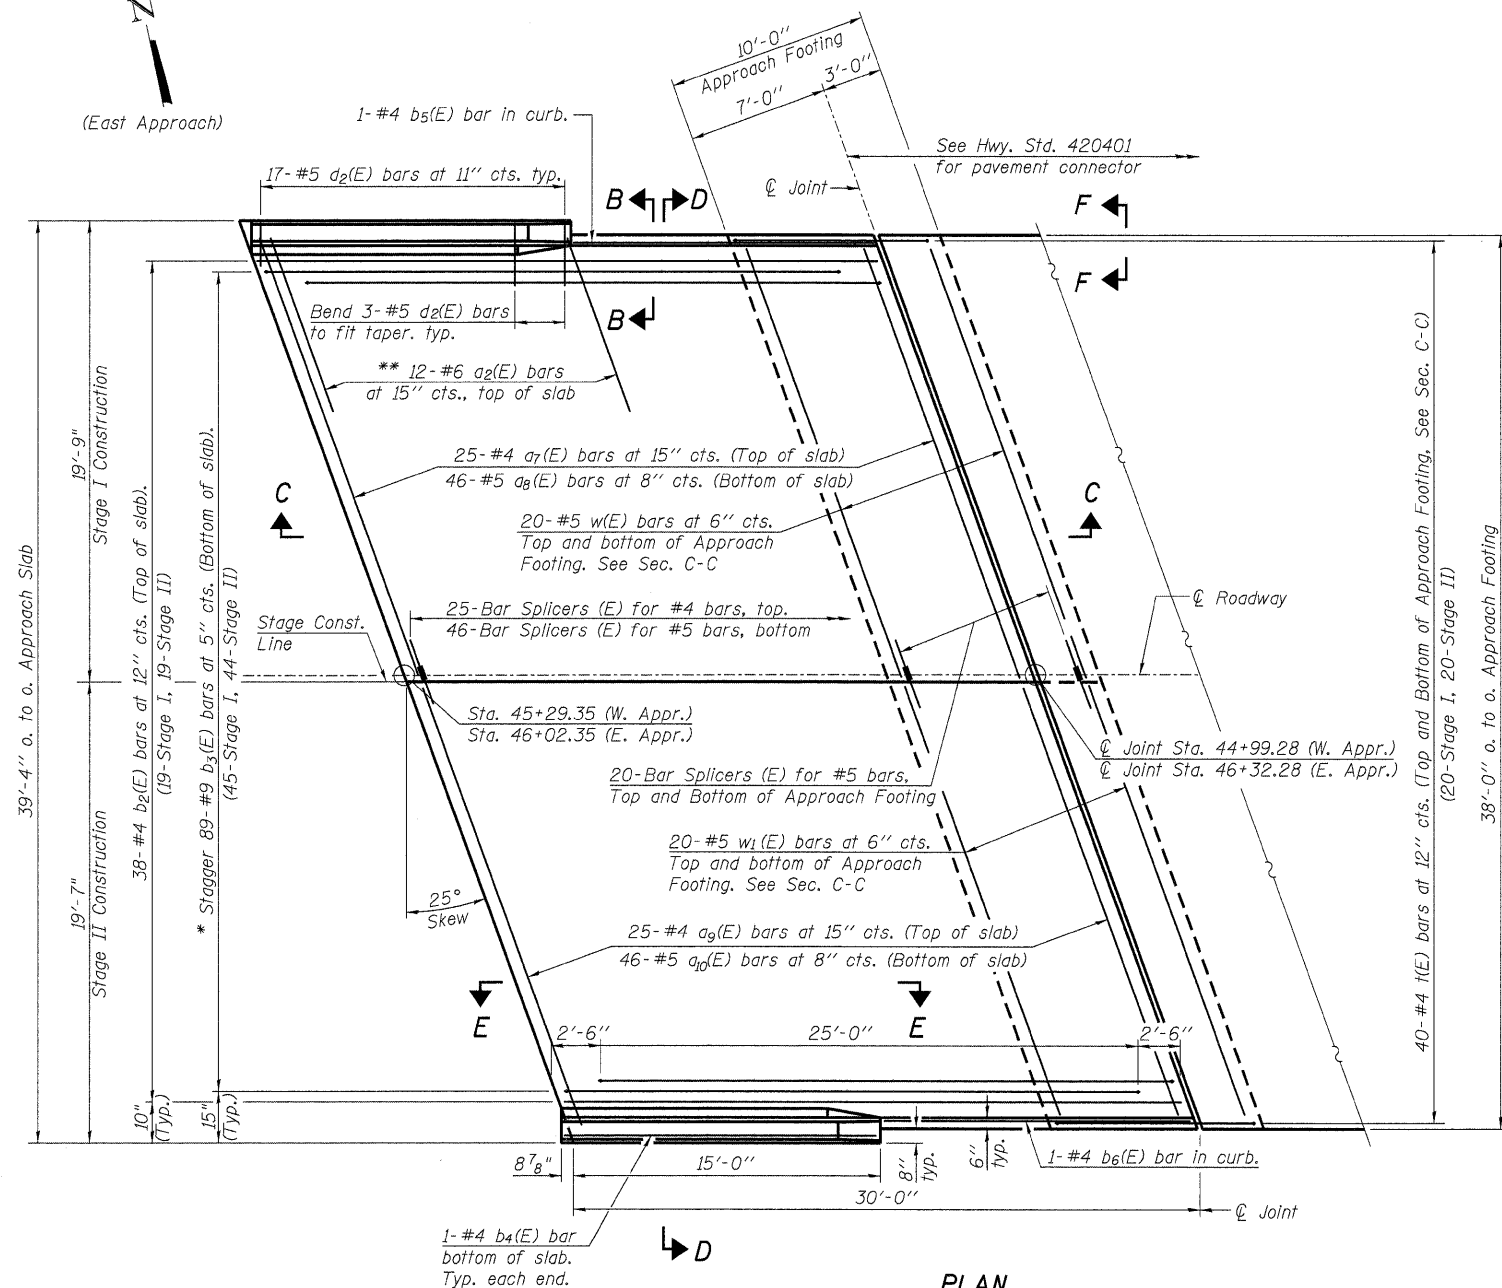 N
(East Approach)
10'-0"
Approach Footing
7'-0"
3'-0"
1-#4 b5(E) bar in curb.
See Hwy. Std. 420401
for pavement connector
17-#5 d2(E) bars at 11" cts. typ.
B
D
℄ Joint
F
F
Bend 3-#5 d2(E) bars
to fit taper. typ.
B
** 12-#6 a2(E) bars
at 15" cts., top of slab
39'-4" o. to o. Approach Slab
19'-9"
Stage I Construction
38-#4 b2(E) bars at 12" cts. (Top of slab).
(19-Stage I, 19-Stage II)
* Stagger 89-#9 b3(E) bars at 5" cts. (Bottom of slab).
(45-Stage I, 44-Stage II)
25-#4 a7(E) bars at 15" cts. (Top of slab)
46-#5 a8(E) bars at 8" cts. (Bottom of slab)
C
C
20-#5 w(E) bars at 6" cts.
Top and bottom of Approach
Footing. See Sec. C-C
25-Bar Splicers (E) for #4 bars, top.
46-Bar Splicers (E) for #5 bars, bottom
Stage Const.
Line
℄ Roadway
Sta. 45+29.35 (W. Appr.)
Sta. 46+02.35 (E. Appr.)
℄ Joint Sta. 44+99.28 (W. Appr.)
℄ Joint Sta. 46+32.28 (E. Appr.)
20-Bar Splicers (E) for #5 bars,
Top and Bottom of Approach Footing
19'-7"
Stage II Construction
20-#5 w1(E) bars at 6" cts.
Top and bottom of Approach
Footing. See Sec. C-C
25°
Skew
25-#4 a9(E) bars at 15" cts. (Top of slab)
46-#5 a10(E) bars at 8" cts. (Bottom of slab)
40-#4 t(E) bars at 12" cts. (Top and Bottom of Approach Footing, See Sec. C-C)
(20-Stage I, 20-Stage II)
38'-0" o. to o. Approach Footing
E
E
2'-6"
25'-0"
2'-6"
10"
(Typ.)
15"
(Typ.)
8 7/8"
15'-0"
8"
typ.
6"
typ.
1-#4 b6(E) bar in curb.
30'-0"
℄ Joint
1-#4 b4(E) bar
bottom of slab.
Typ. each end.
D
PLAN